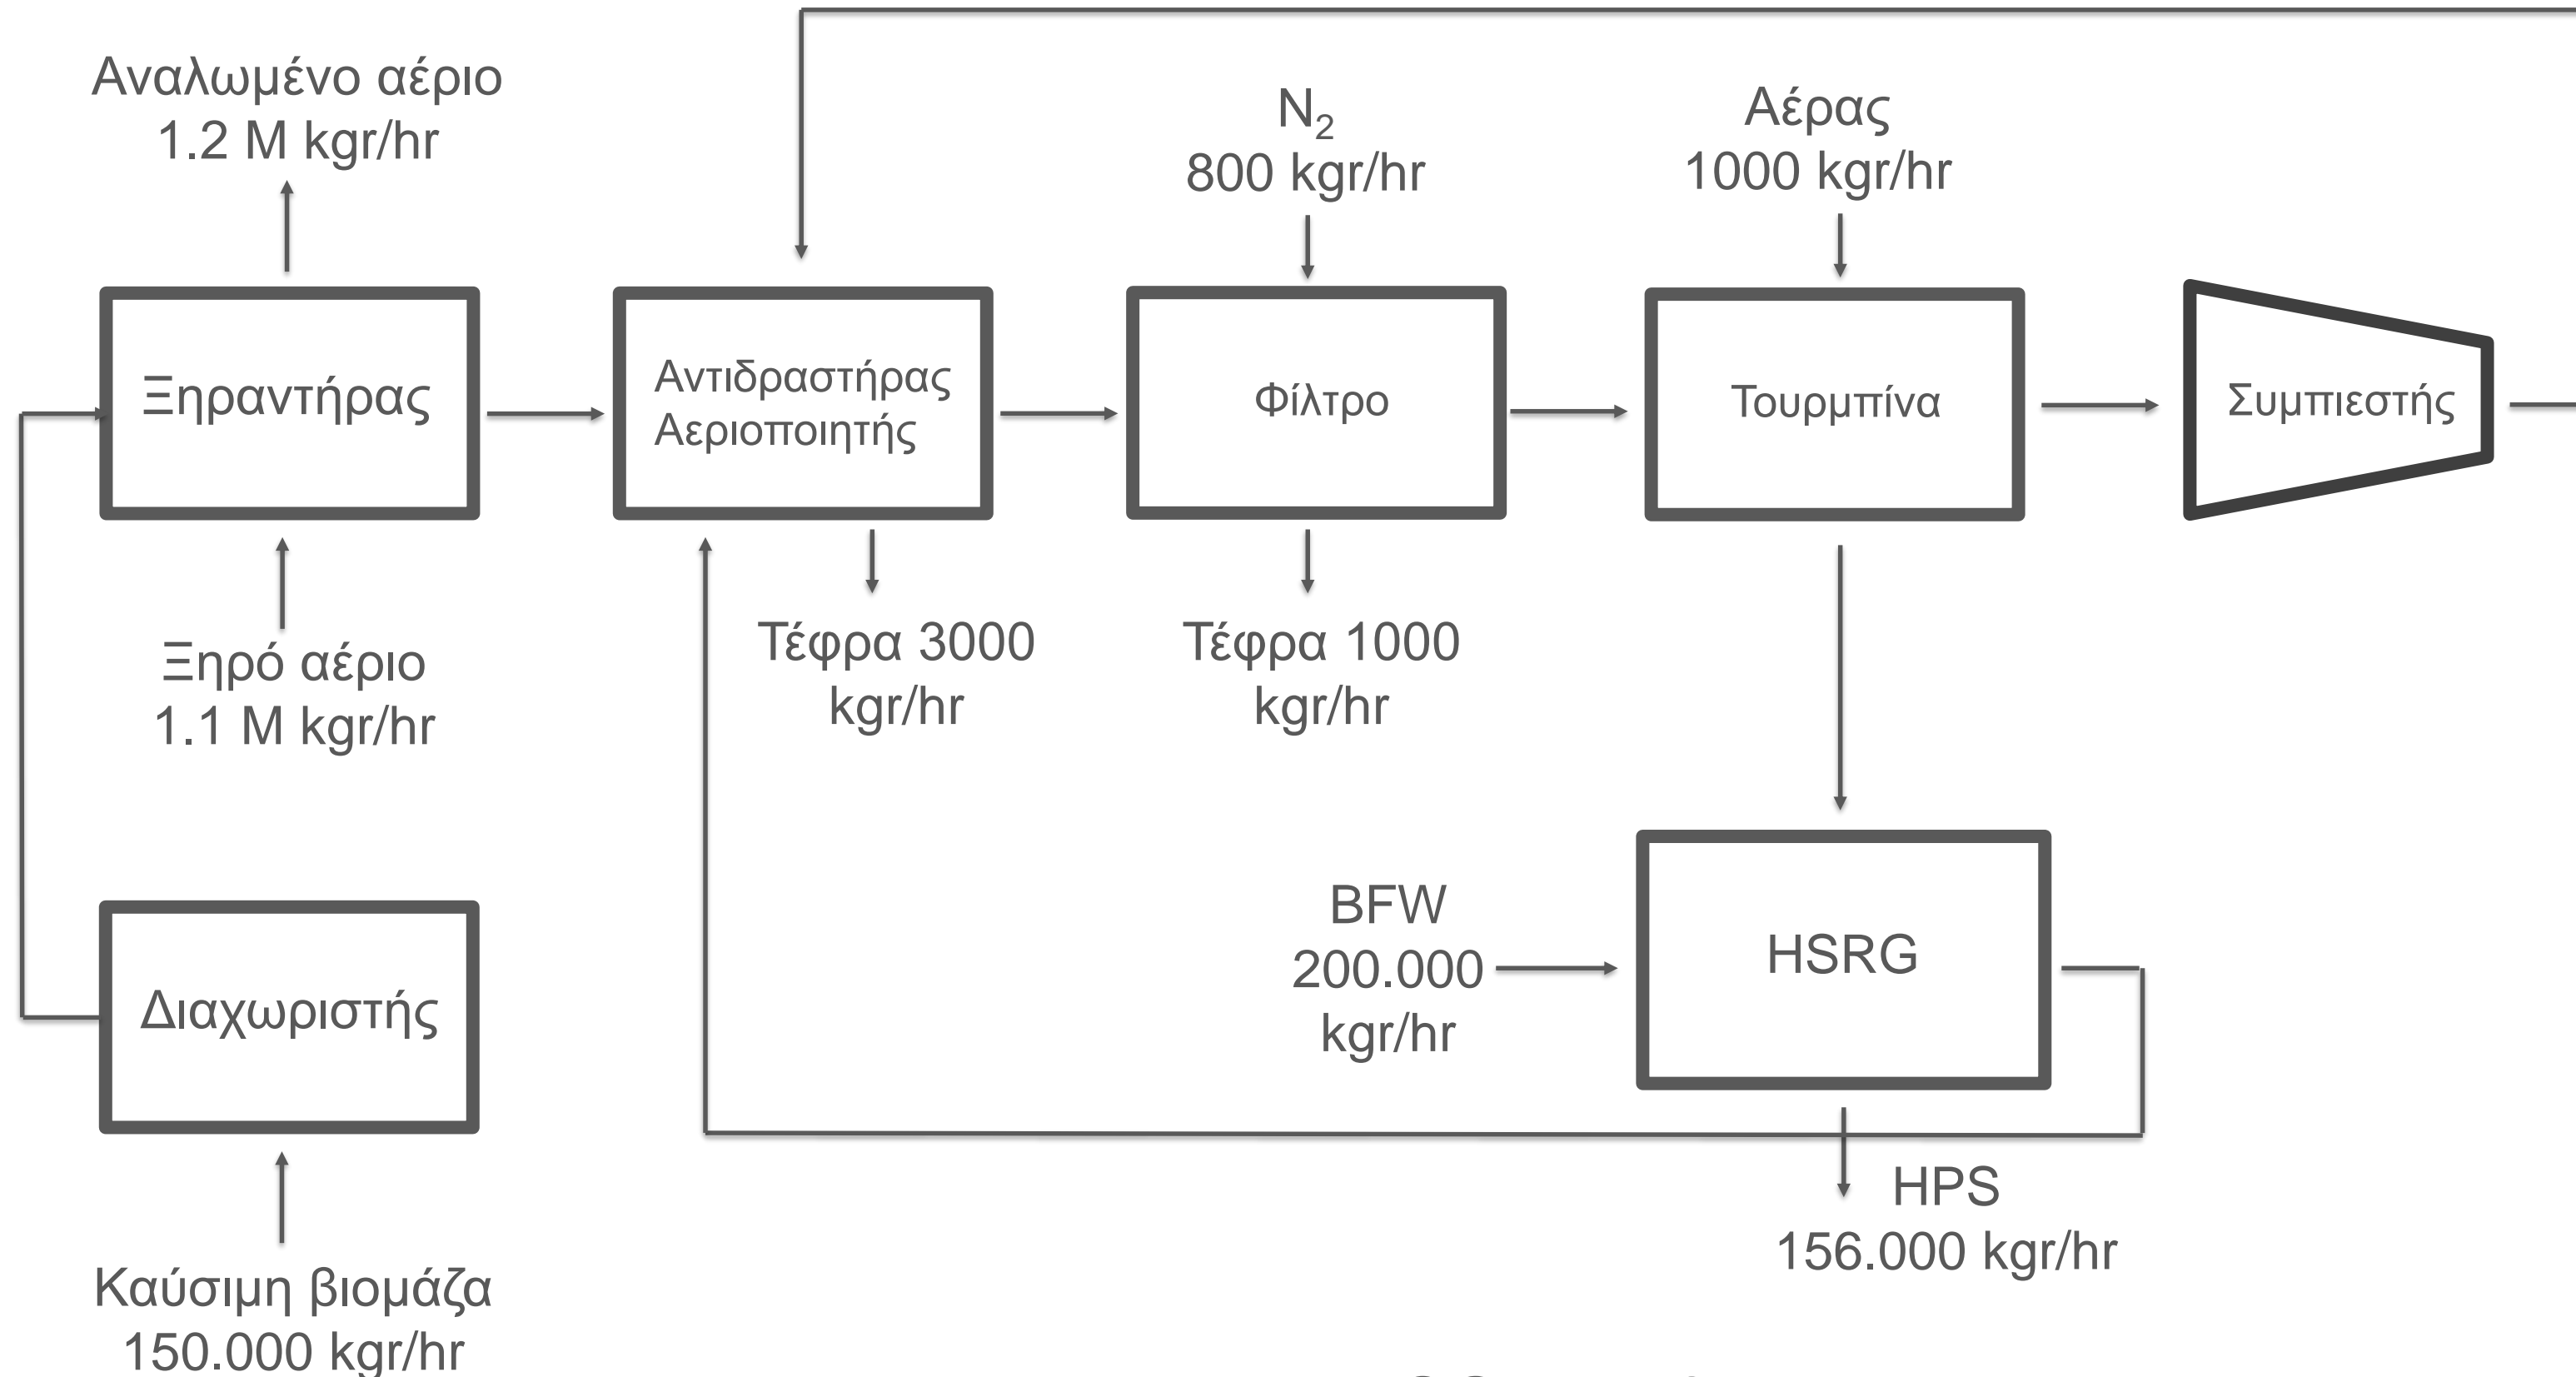 Αναλωμένο αέριο
1.2 M kgr/hr
N₂
800 kgr/hr
Αέρας
1000 kgr/hr
Ξηραντήρας
Αντιδραστήρας
Αεριοποιητής
Φίλτρο
Τουρμπίνα
Συμπιεστής
Ξηρό αέριο
1.1 M kgr/hr
Τέφρα 3000
kgr/hr
Τέφρα 1000
kgr/hr
Διαχωριστής
BFW
200.000
kgr/hr
HSRG
HPS
156.000 kgr/hr
Καύσιμη βιομάζα
150.000 kgr/hr